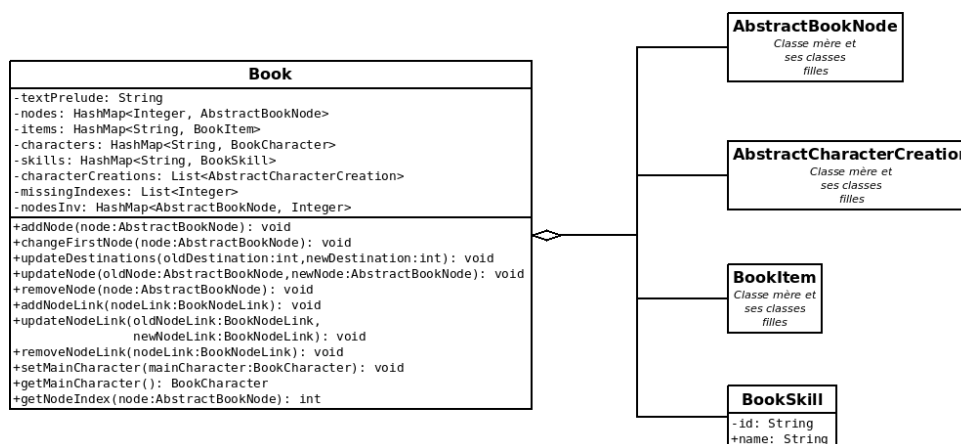 Book
-textPrelude: String
-nodes: HashMap<Integer, AbstractBookNode>
-items: HashMap<String, BookItem>
-characters: HashMap<String, BookCharacter>
-skills: HashMap<String, BookSkill>
-characterCreations: List<AbstractCharacterCreation>
-missingIndexes: List<Integer>
-nodesInv: HashMap<AbstractBookNode, Integer>
+addNode(node:AbstractBookNode): void
+changeFirstNode(node:AbstractBookNode): void
+updateDestinations(oldDestination:int,newDestination:int): void
+updateNode(oldNode:AbstractBookNode,newNode:AbstractBookNode): void
+removeNode(node:AbstractBookNode): void
+addNodeLink(nodeLink:BookNodeLink): void
+updateNodeLink(oldNodeLink:BookNodeLink,
newNodeLink:BookNodeLink): void
+removeNodeLink(nodeLink:BookNodeLink): void
+setMainCharacter(mainCharacter:BookCharacter): void
+getMainCharacter(): BookCharacter
+getNodeIndex(node:AbstractBookNode): int
AbstractBookNode
Classe mère et
ses classes
filles
AbstractCharacterCreation
Classe mère et
ses classes
filles
BookItem
Classe mère et
ses classes
filles
BookSkill
-id: String
+name: String